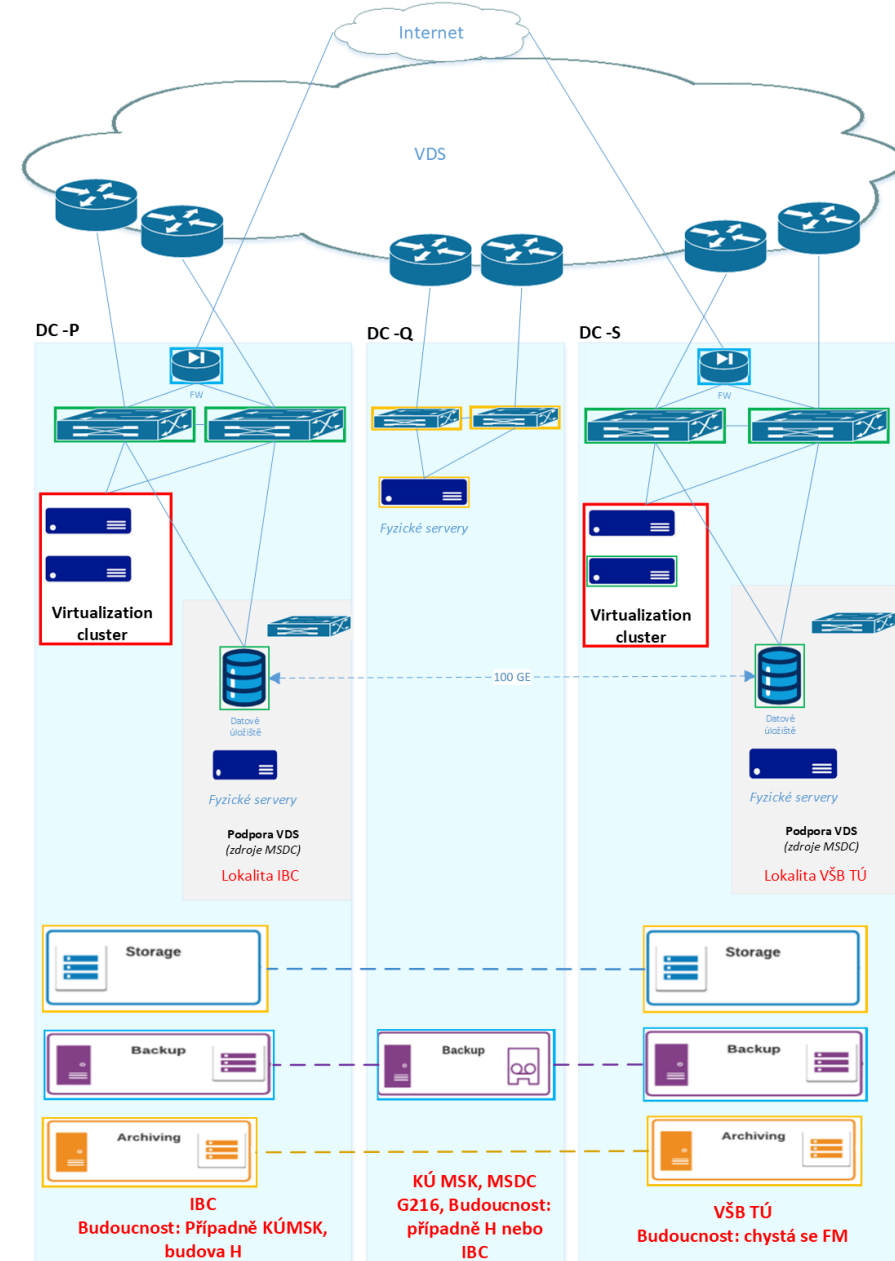 Internet
VDS
DC -P
DC -Q
DC -S
FW
FW
Fyzické servery
Virtualization
cluster
Virtualization
cluster
100 GE
Datové
úložiště
Datové
úložiště
Fyzické servery
Fyzické servery
Podpora VDS
(zdroje MSDC)
Podpora VDS
(zdroje MSDC)
Lokalita IBC
Lokalita VŠB TÚ
Storage
Storage
Backup
Backup
Backup
Archiving
Archiving
IBC
Budoucnost: Případně KÚMSK,
budova H
KÚ MSK, MSDC
G216, Budoucnost:
případně H nebo
IBC
VŠB TÚ
Budoucnost: chystá se FM